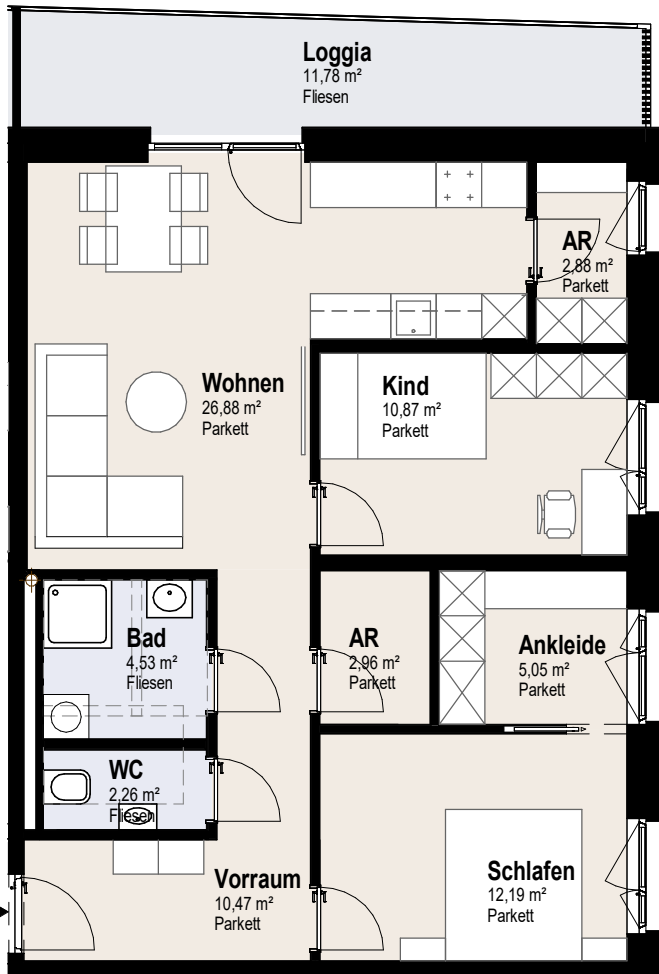 Loggia
11,78 m²
Fliesen
AR
2,88 m²
Parkett
Wohnen
26,88 m²
Parkett
Kind
10,87 m²
Parkett
Bad
4,53 m²
Fliesen
AR
2,96 m²
Parkett
Ankleide
5,05 m²
Parkett
WC
2,26 m²
Fliesen
Vorraum
10,47 m²
Parkett
Schlafen
12,19 m²
Parkett